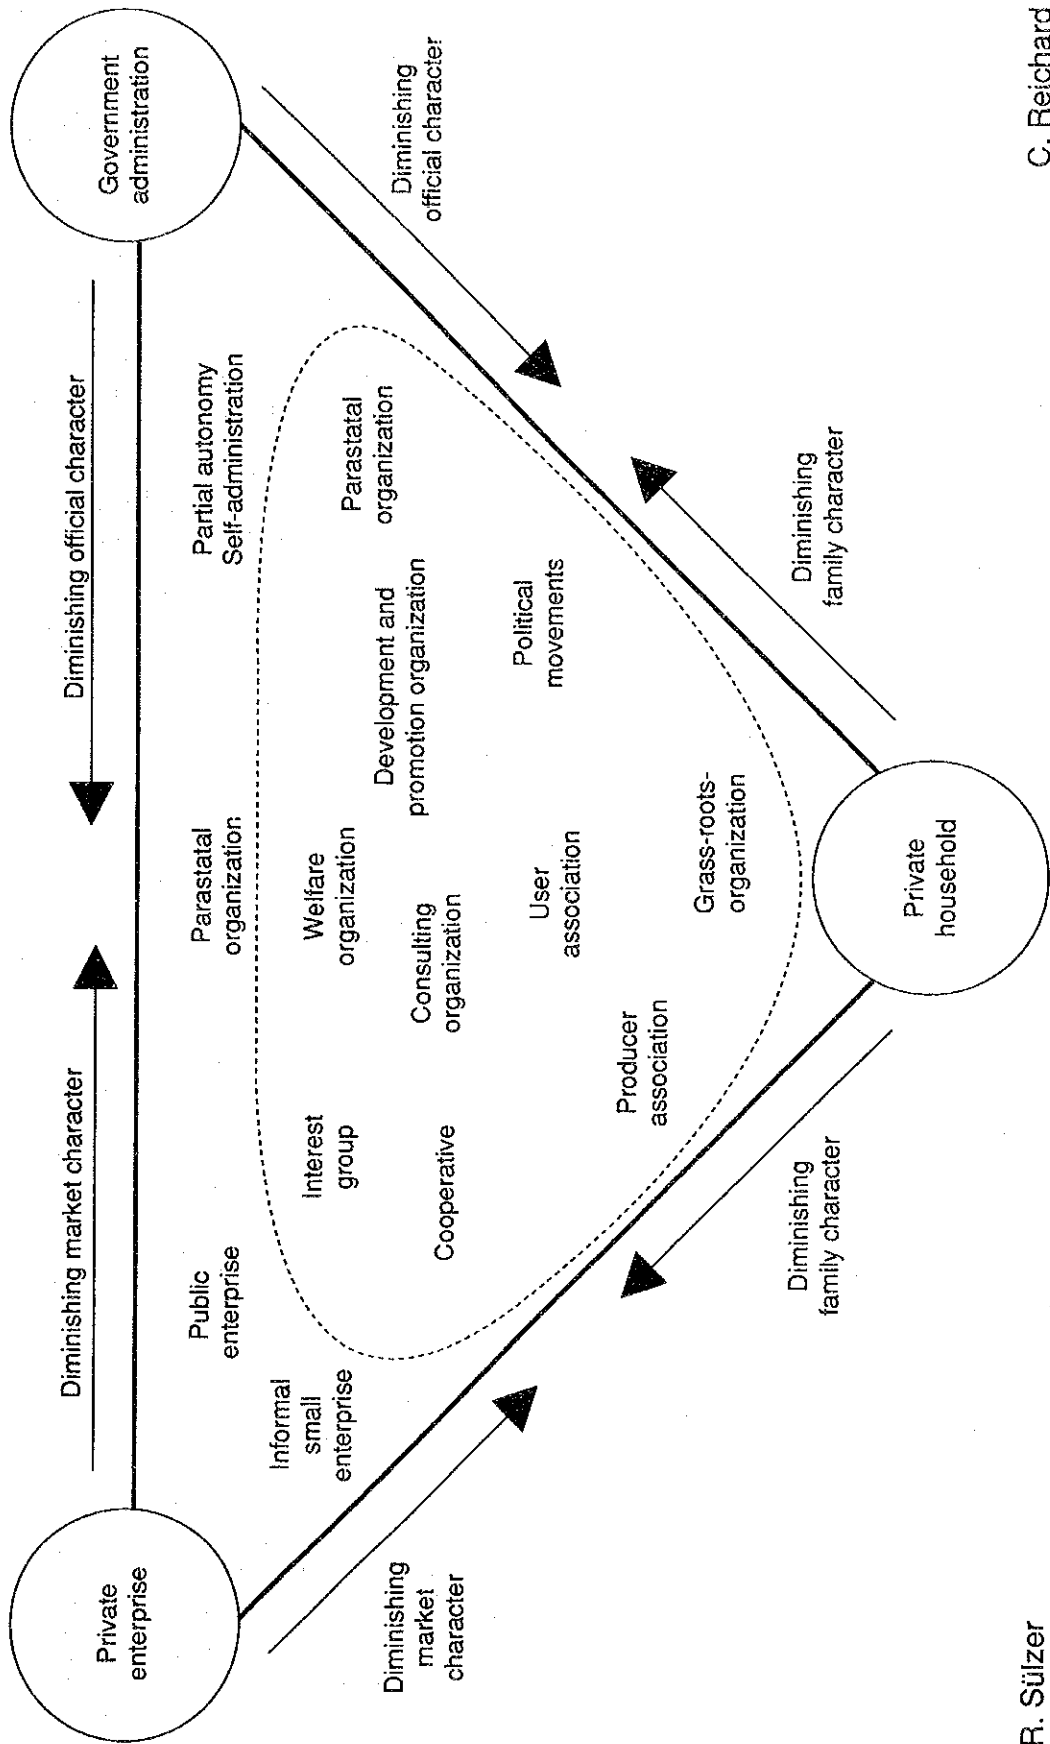 Private
enterprise
Government
administration
Diminishing market character
Diminishing official character
Public
enterprise
Parastatal
organization
Partial autonomy
Self-administration
Informal
small
enterprise
Interest
group
Welfare
organization
Parastatal
organization
Development and
promotion organization
Cooperative
Consulting
organization
Diminishing
market
character
Diminishing
official character
User
association
Political
movements
Producer
association
Grass-roots-
organization
Diminishing
family character
Diminishing
family character
Private
household
R. Sülzer
C. Reichard